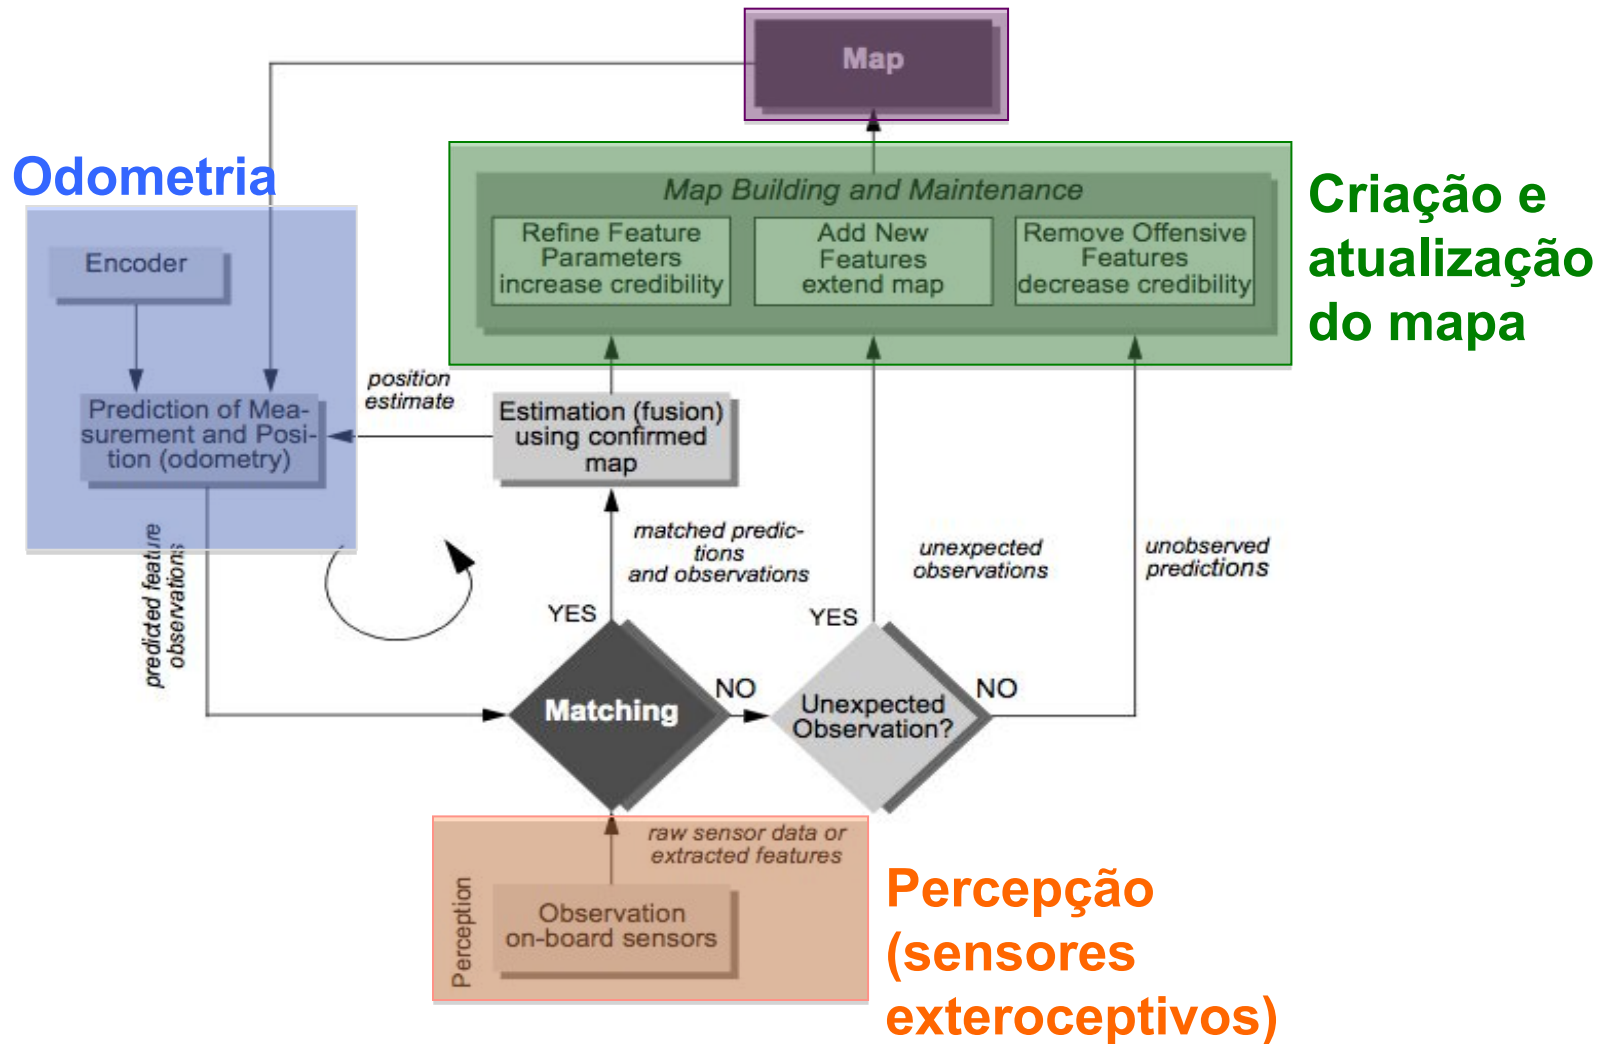 Map
Odometria
Map Building and Maintenance
Refine Feature
Parameters
increase credibility
Add New
Features
extend map
Remove Offensive
Features
decrease credibility
Criação e
atualização
do mapa
Encoder
position
estimate
Prediction of Mea-
surement and Posi-
tion (odometry)
Estimation (fusion)
using confirmed
map
predicted feature
observations
matched predic-
tions
and observations
unexpected
observations
unobserved
predictions
YES
YES
Matching
NO
Unexpected
Observation?
NO
raw sensor data or
extracted features
Perception
Observation
on-board sensors
Percepção
(sensores
exteroceptivos)